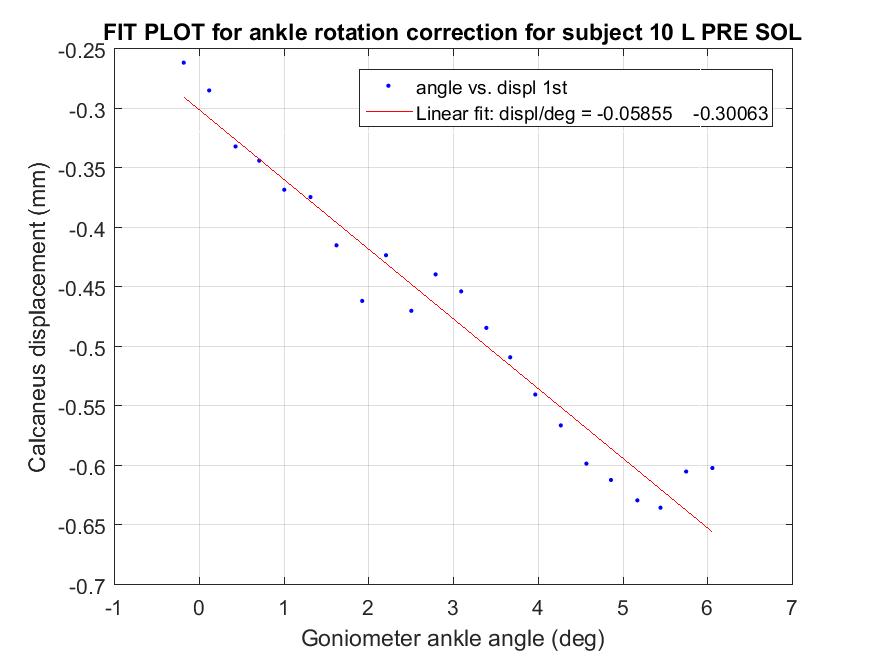 FIT PLOT for ankle rotation correction for subject 10 L PRE SOL
angle vs. displ 1st
Linear fit: displ/deg = -0.05855 -0.30063
Calcaneus displacement (mm)
-0.25
-0.3
-0.35
-0.4
-0.45
-0.5
-0.55
-0.6
-0.65
-0.7
-1 0 1 2 3 4 5 6 7
Goniometer ankle angle (deg)